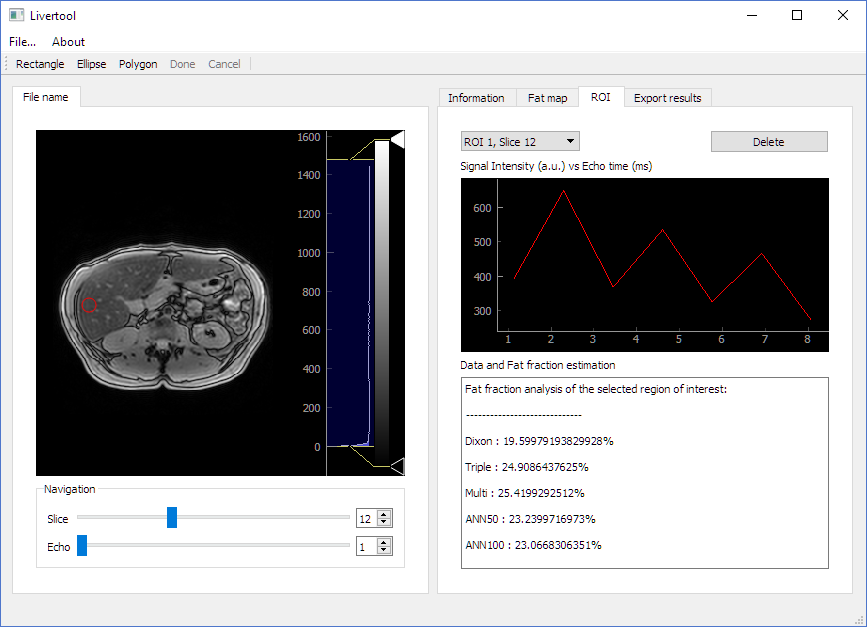 Livertool
File... About
Rectangle Ellipse Polygon Done Cancel
File name
1600
1400
1200
1000
800
600
400
200
0
Navigation
Slice 12
Echo 1
Information Fat map ROI Export results
ROI 1, Slice 12 Delete
Signal Intensity (a.u.) vs Echo time (ms)
600
500
400
300
1 2 3 4 5 6 7 8
Data and Fat fraction estimation
Fat fraction analysis of the selected region of interest:
-----------------------------
Dixon : 19.59979193829928%
Triple : 24.9086437625%
Multi : 25.4199292512%
ANN50 : 23.2399716973%
ANN100 : 23.0668306351%